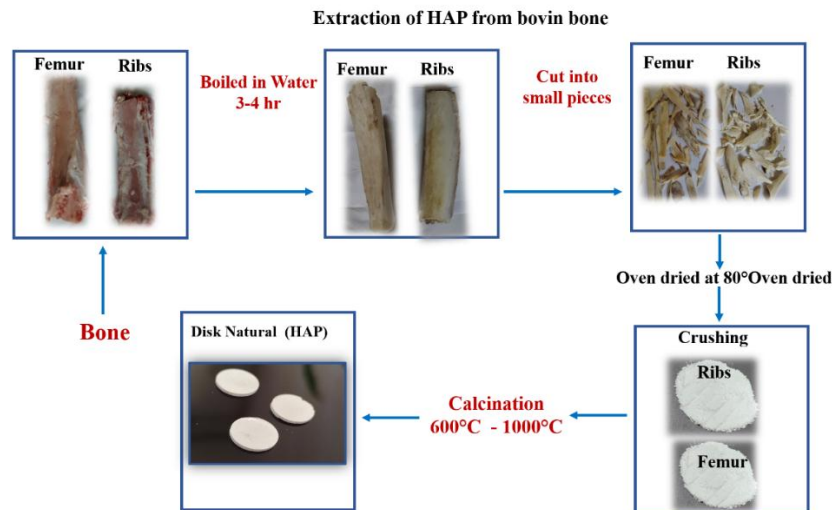 Extraction of HAP from bovin bone
Femur
Ribs
Boiled in Water
3-4 hr
Femur
Ribs
Cut into
small pieces
Femur
Ribs
Oven dried at 80°Oven dried
Crushing
Ribs
Femur
Calcination
600°C - 1000°C
Disk Natural (HAP)
Bone